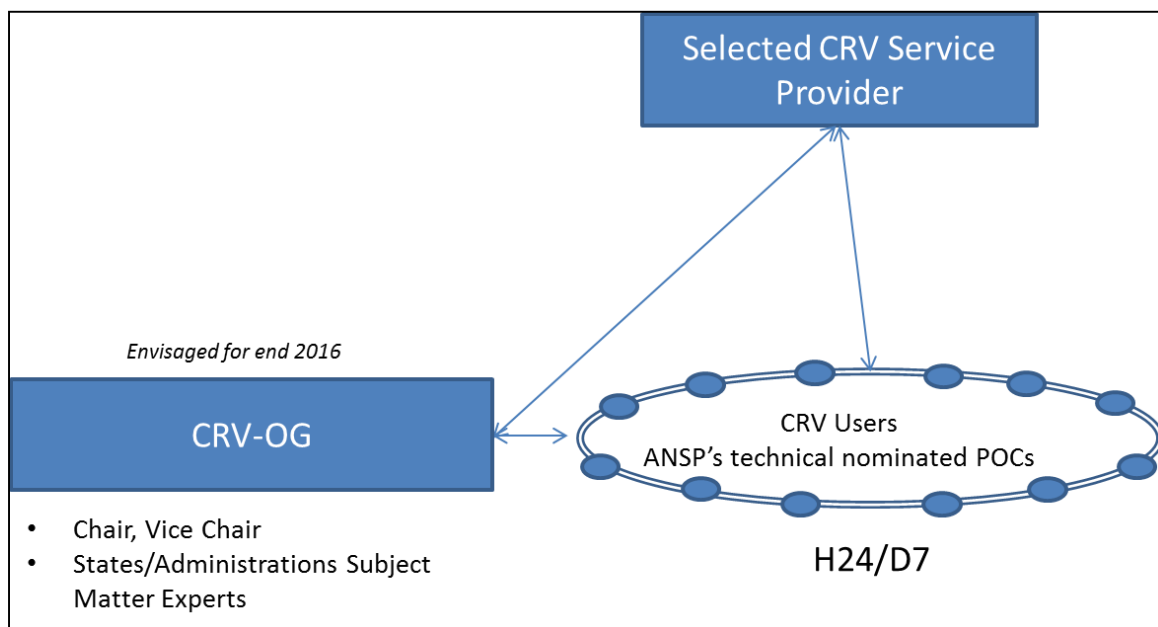 Selected CRV Service
Provider
Envisaged for end 2016
CRV-OG
CRV Users
ANSP's technical nominated POCs
• Chair, Vice Chair
• States/Administrations Subject
Matter Experts
H24/D7